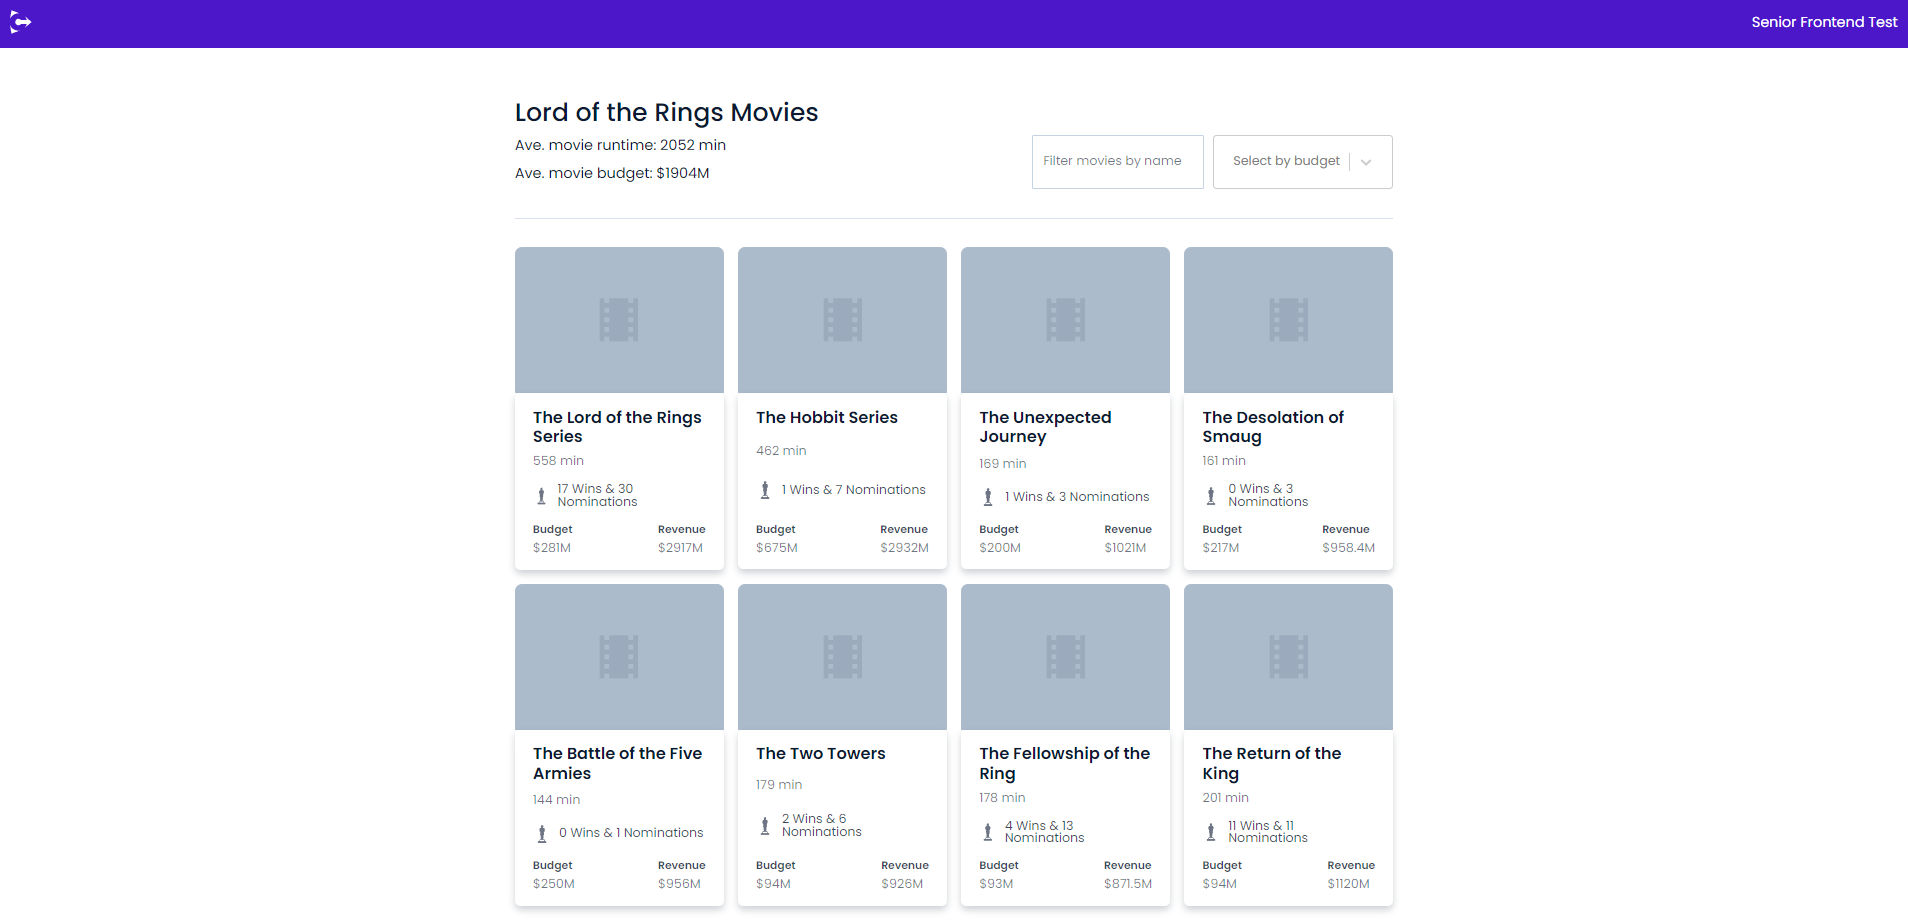 Senior Frontend Test
Lord of the Rings Movies
Ave. movie runtime: 2052 min
Ave. movie budget: $1904M
Filter movies by name
Select by budget
The Lord of the Rings
Series
558 min
17 Wins & 30
Nominations
Budget
Revenue
$281M
$2917M
The Hobbit Series
462 min
1 Wins & 7 Nominations
Budget
Revenue
$675M
$2932M
The Unexpected
Journey
169 min
1 Wins & 3 Nominations
Budget
Revenue
$200M
$1021M
The Desolation of
Smaug
161 min
0 Wins & 3
Nominations
Budget
Revenue
$217M
$958.4M
The Battle of the Five
Armies
144 min
0 Wins & 1 Nominations
Budget
Revenue
$250M
$956M
The Two Towers
179 min
2 Wins & 6
Nominations
Budget
Revenue
$94M
$926M
The Fellowship of the
Ring
178 min
4 Wins & 13
Nominations
Budget
Revenue
$93M
$871.5M
The Return of the
King
201 min
11 Wins & 11
Nominations
Budget
Revenue
$94M
$1120M